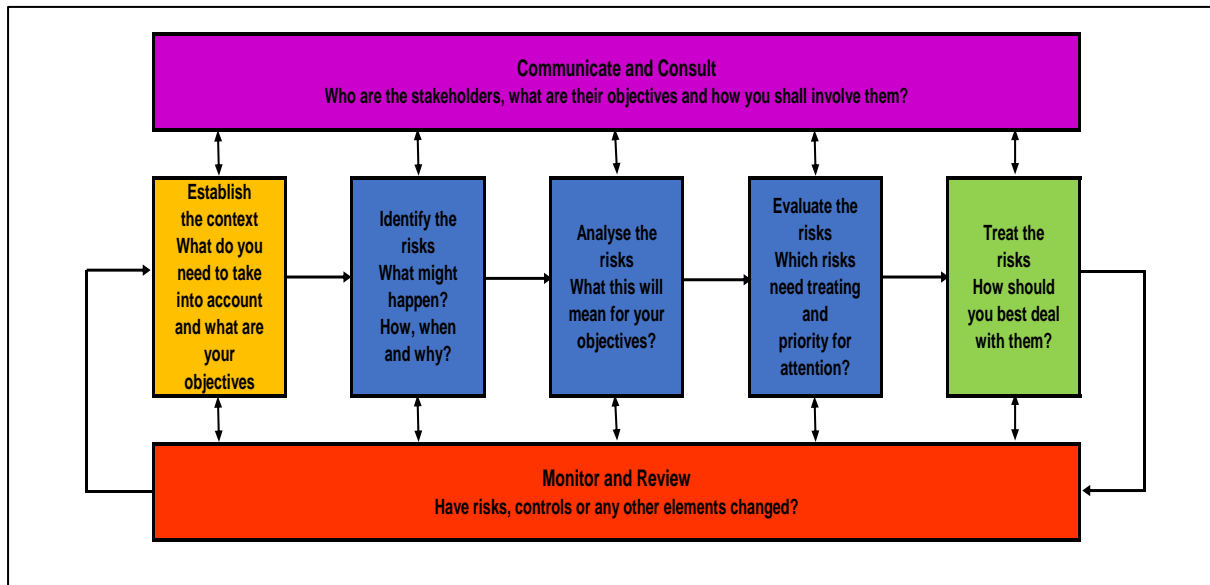 Communicate and Consult
Who are the stakeholders, what are their objectives and how you shall involve them?
Establish
the context
What do you
need to take
into account
and what are
your
objectives
Identify the
risks
What might
happen?
How, when
and why?
Analyse the
risks
What this will
mean for your
objectives?
Evaluate the
risks
Which risks
need treating
and
priority for
attention?
Treat the
risks
How should
you best deal
with them?
Monitor and Review
Have risks, controls or any other elements changed?